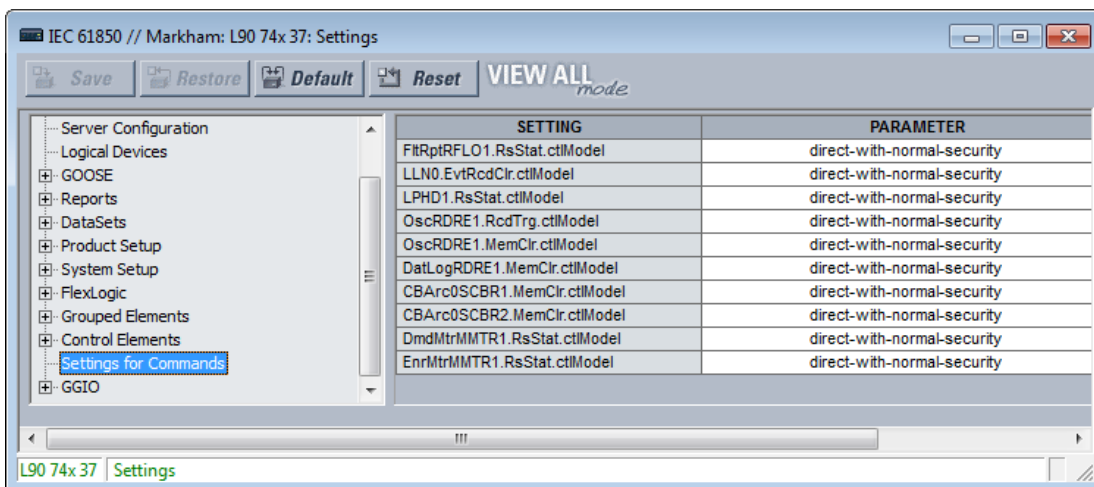 IEC 61850 // Markham: L90 74x 37: Settings
Save Restore Default Reset VIEW ALL mode
Server Configuration
Logical Devices
GOOSE
Reports
DataSets
Product Setup
System Setup
FlexLogic
Grouped Elements
Control Elements
Settings for Commands
GGIO
SETTING PARAMETER
FltRptRFLO1.RsStat.ctlModel direct-with-normal-security
LLN0.EvtRcdClr.ctlModel direct-with-normal-security
LPHD1.RsStat.ctlModel direct-with-normal-security
OscRDRE1.RcdTrg.ctlModel direct-with-normal-security
OscRDRE1.MemClr.ctlModel direct-with-normal-security
DatLogRDRE1.MemClr.ctlModel direct-with-normal-security
CBArc0SCBR1.MemClr.ctlModel direct-with-normal-security
CBArc0SCBR2.MemClr.ctlModel direct-with-normal-security
DmdMtrMMTR1.RsStat.ctlModel direct-with-normal-security
EnrMtrMMTR1.RsStat.ctlModel direct-with-normal-security
L90 74x 37 Settings